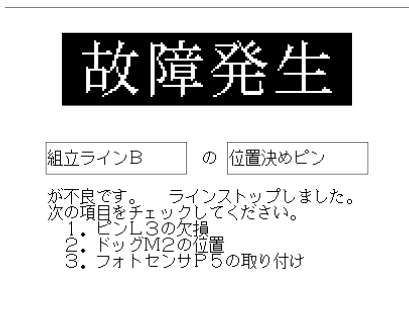 故障発生
組立ラインB の 位置決めピン
が不良です。 ラインストップしました。
次の項目をチェックしてください。
1. ピンL3の欠損
2. ドッグM2の位置
3. フォトセンサP5の取り付け